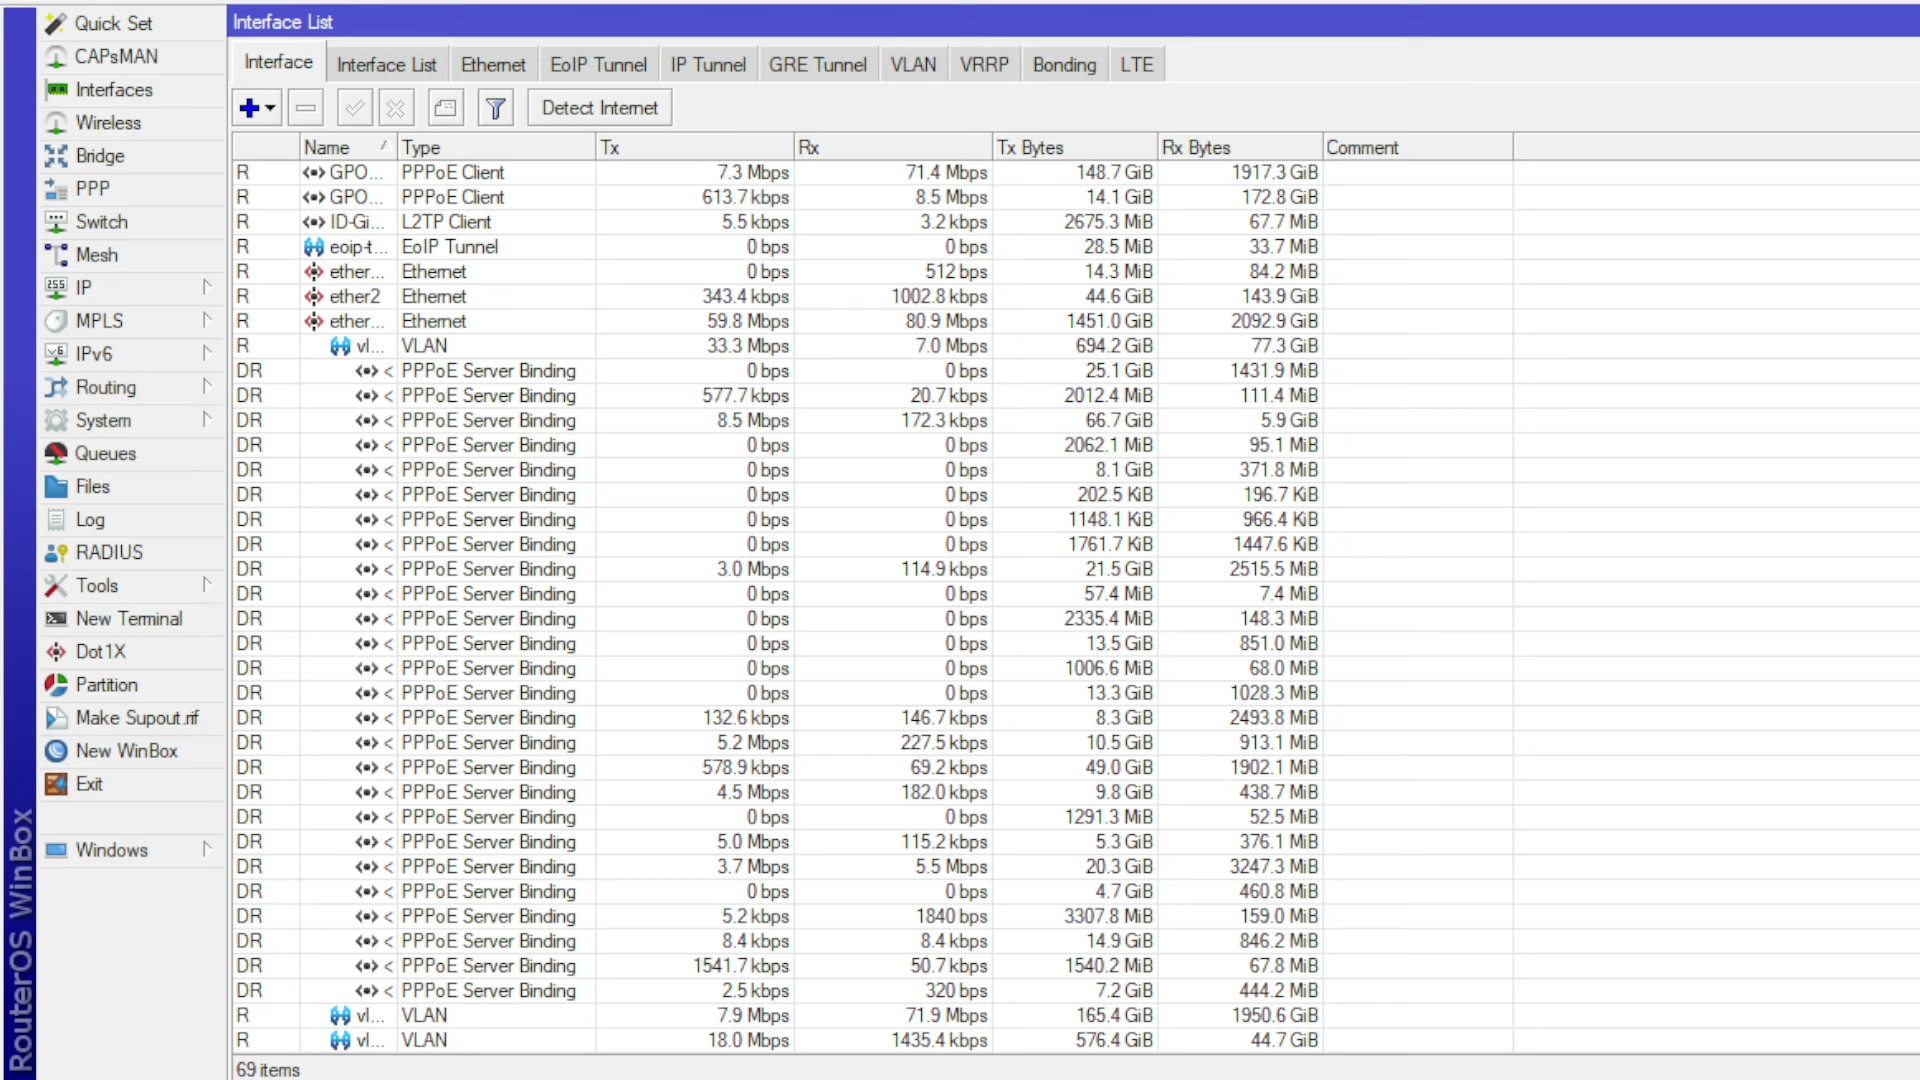 Quick Set
CAPsMAN
Interfaces
Wireless
Bridge
PPP
Switch
Mesh
IP
MPLS
IPv6
Routing
System
Queues
Files
Log
RADIUS
Tools
New Terminal
Dot1X
Partition
Make Supout.rif
New WinBox
Exit
Windows
RouterOS WinBox
Interface List
Interface Interface List Ethernet EoIP Tunnel IP Tunnel GRE Tunnel VLAN VRRP Bonding LTE
Detect Internet
Name Type Tx Rx Tx Bytes Rx Bytes Comment
R GPO... PPPoE Client 7.3 Mbps 71.4 Mbps 148.7 GiB 1917.3 GiB
R GPO... PPPoE Client 613.7 kbps 8.5 Mbps 14.1 GiB 172.8 GiB
R ID-Gi... L2TP Client 5.5 kbps 3.2 kbps 2675.3 MiB 67.7 MiB
R eoip-t... EoIP Tunnel 0 bps 0 bps 28.5 MiB 33.7 MiB
R ether... Ethernet 0 bps 512 bps 14.3 MiB 84.2 MiB
R ether2 Ethernet 343.4 kbps 1002.8 kbps 44.6 GiB 143.9 GiB
R ether... Ethernet 59.8 Mbps 80.9 Mbps 1451.0 GiB 2092.9 GiB
R vl... VLAN 33.3 Mbps 7.0 Mbps 694.2 GiB 77.3 GiB
DR < PPPoE Server Binding 0 bps 0 bps 25.1 GiB 1431.9 MiB
DR < PPPoE Server Binding 577.7 kbps 20.7 kbps 2012.4 MiB 111.4 MiB
DR < PPPoE Server Binding 8.5 Mbps 172.3 kbps 66.7 GiB 5.9 GiB
DR < PPPoE Server Binding 0 bps 0 bps 2062.1 MiB 95.1 MiB
DR < PPPoE Server Binding 0 bps 0 bps 8.1 GiB 371.8 MiB
DR < PPPoE Server Binding 0 bps 0 bps 202.5 KiB 196.7 KiB
DR < PPPoE Server Binding 0 bps 0 bps 1148.1 KiB 966.4 KiB
DR < PPPoE Server Binding 0 bps 0 bps 1761.7 KiB 1447.6 KiB
DR < PPPoE Server Binding 3.0 Mbps 114.9 kbps 21.5 GiB 2515.5 MiB
DR < PPPoE Server Binding 0 bps 0 bps 57.4 MiB 7.4 MiB
DR < PPPoE Server Binding 0 bps 0 bps 2335.4 MiB 148.3 MiB
DR < PPPoE Server Binding 0 bps 0 bps 13.5 GiB 851.0 MiB
DR < PPPoE Server Binding 0 bps 0 bps 1006.6 MiB 68.0 MiB
DR < PPPoE Server Binding 0 bps 0 bps 13.3 GiB 1028.3 MiB
DR < PPPoE Server Binding 132.6 kbps 146.7 kbps 8.3 GiB 2493.8 MiB
DR < PPPoE Server Binding 5.2 Mbps 227.5 kbps 10.5 GiB 913.1 MiB
DR < PPPoE Server Binding 578.9 kbps 69.2 kbps 49.0 GiB 1902.1 MiB
DR < PPPoE Server Binding 4.5 Mbps 182.0 kbps 9.8 GiB 438.7 MiB
DR < PPPoE Server Binding 0 bps 0 bps 1291.3 MiB 52.5 MiB
DR < PPPoE Server Binding 5.0 Mbps 115.2 kbps 5.3 GiB 376.1 MiB
DR < PPPoE Server Binding 3.7 Mbps 5.5 Mbps 20.3 GiB 3247.3 MiB
DR < PPPoE Server Binding 0 bps 0 bps 4.7 GiB 460.8 MiB
DR < PPPoE Server Binding 5.2 kbps 1840 bps 3307.8 MiB 159.0 MiB
DR < PPPoE Server Binding 8.4 kbps 8.4 kbps 14.9 GiB 846.2 MiB
DR < PPPoE Server Binding 1541.7 kbps 50.7 kbps 1540.2 MiB 67.8 MiB
DR < PPPoE Server Binding 2.5 kbps 320 bps 7.2 GiB 444.2 MiB
R vl... VLAN 7.9 Mbps 71.9 Mbps 165.4 GiB 1950.6 GiB
R vl... VLAN 18.0 Mbps 1435.4 kbps 576.4 GiB 44.7 GiB
69 items